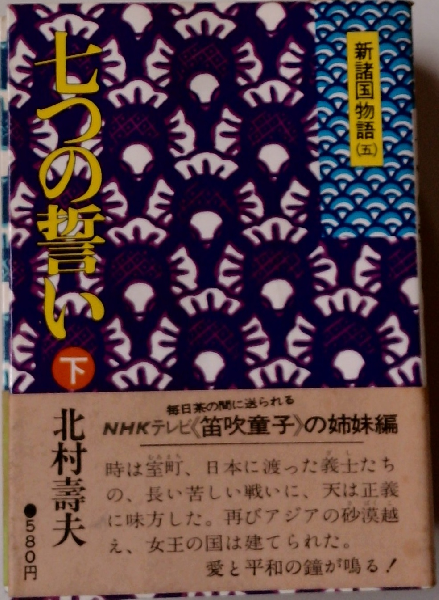 新諸国物語(五)
七つの誓い
下
北村壽夫
●580円
毎日茶の間に送られる
NHKテレビ《笛吹童子》の姉妹編
時は室町、日本に渡った義士たち
の、長い苦しい戦いに、天は正義
に味方した。再びアジアの砂漠越
え、女王の国は建てられた。
愛と平和の鐘が鳴る!